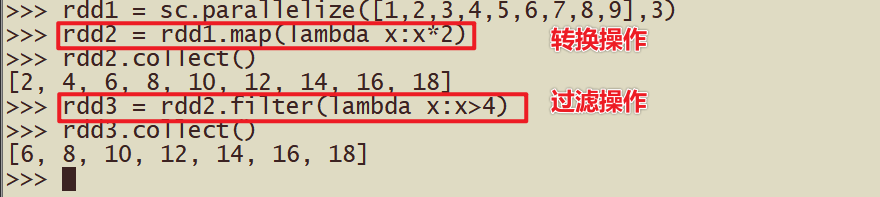 >>> rdd1 = sc.parallelize([1,2,3,4,5,6,7,8,9],3)
>>> rdd2 = rdd1.map(lambda x:x*2) 转换操作
>>> rdd2.collect()
[2, 4, 6, 8, 10, 12, 14, 16, 18]
>>> rdd3 = rdd2.filter(lambda x:x>4) 过滤操作
>>> rdd3.collect()
[6, 8, 10, 12, 14, 16, 18]
>>>